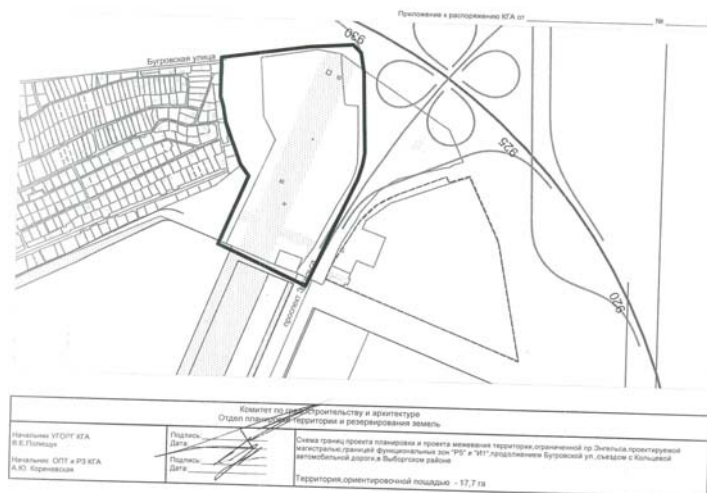 Приложение к распоряжению КГА от № 
930
Бугровская улица
925
920
проспект
Комитет по градостроительству и архитектуре
Отдел планировки территории и резервирования земель
Начальник УГОРТ КГА
В.Е.Полищук
Подпись:
Дата:
Начальник ОПТ и РЗ КГА
А.Ю. Кореневская
Подпись:
Дата:
Схема границ проекта планировки и проекта межевания территории,ограниченной пр.Энгельса,проектируемой
магистралью,границей функциональных зон "Р5" и "И1",продолжением Бугровской ул.,съездом с Кольцевой
автомобильной дороги,в Выборгском районе
Территория,ориентировочной пощадью - 17,7 га